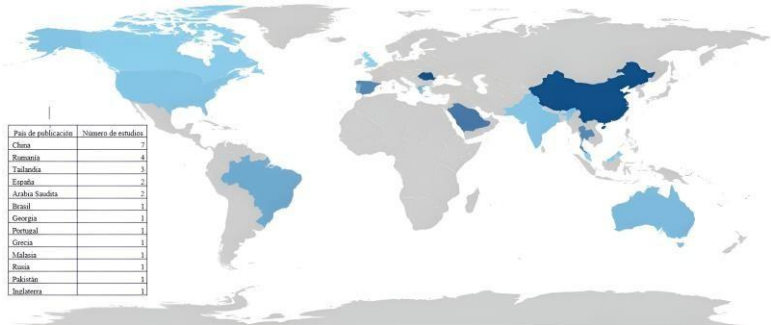 País de publicación Número de estudios
China 7
Romania 4
Tailandia 3
España 2
Arabia Saudita 2
Brasil 1
Georgia 1
Portugal 1
Grecia 1
Malasia 1
Rusia 1
Pakistán 1
Inglaterra 1